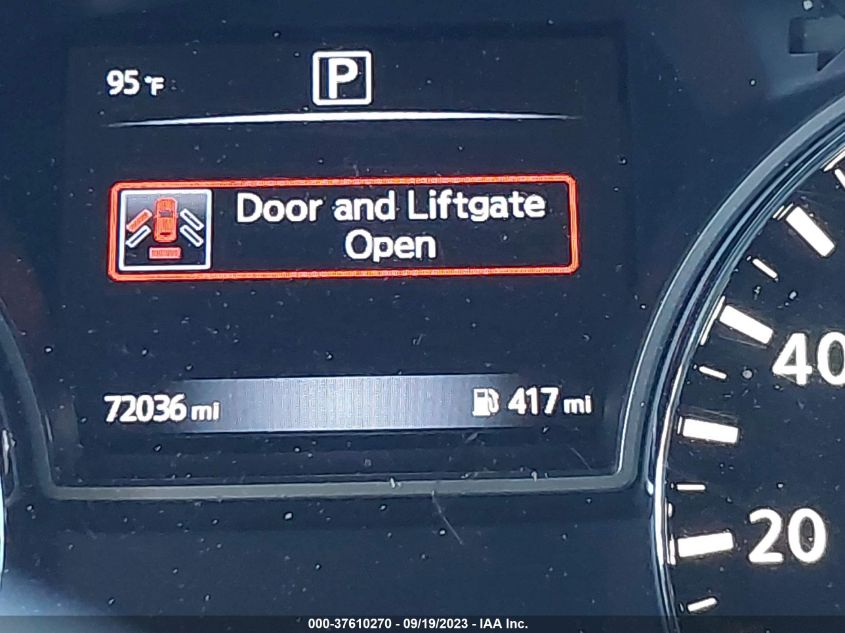 95°F P
Door and Liftgate
Open
72036 mi 417 mi
40
20
000-37610270 - 09/19/2023 - IAA Inc.